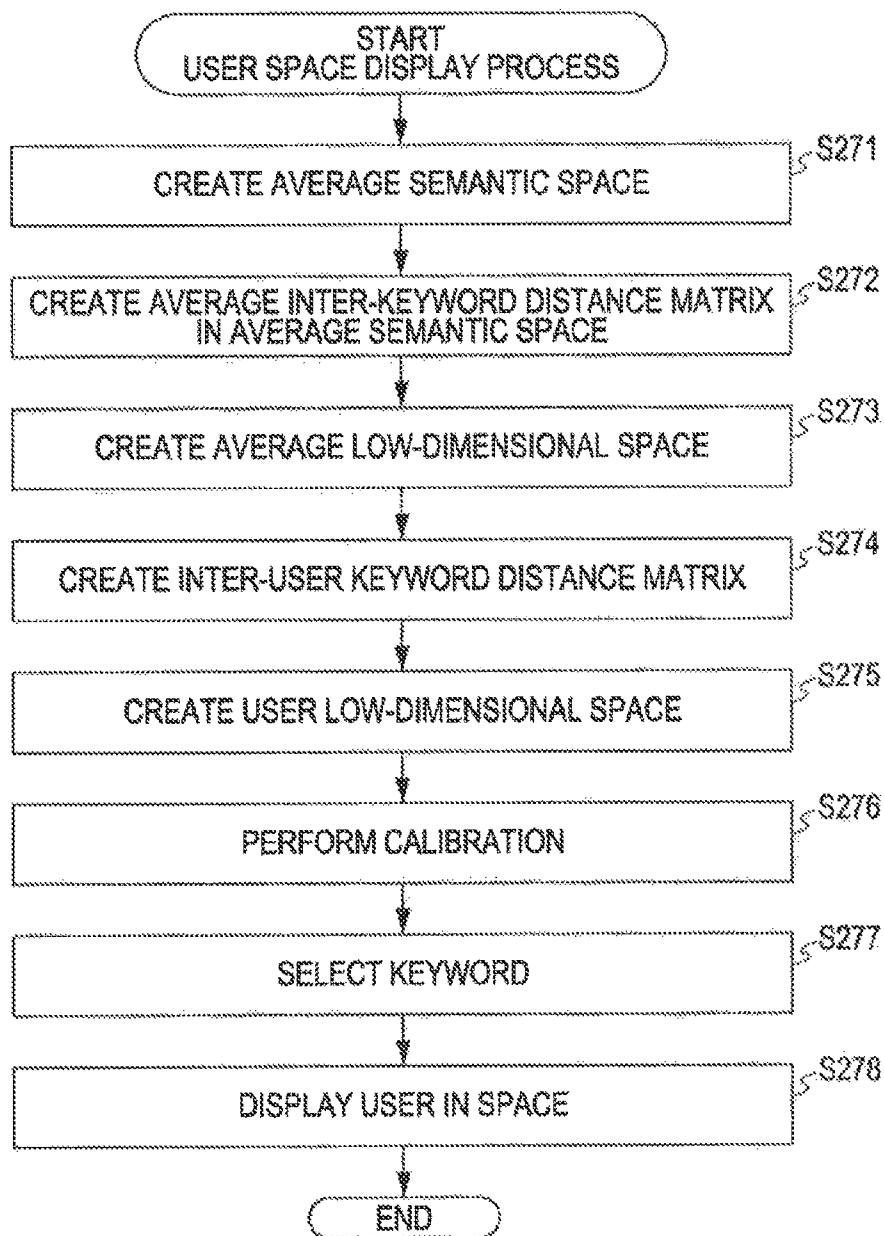 START
USER SPACE DISPLAY PROCESS
S271
CREATE AVERAGE SEMANTIC SPACE
S272
CREATE AVERAGE INTER-KEYWORD DISTANCE MATRIX
IN AVERAGE SEMANTIC SPACE
S273
CREATE AVERAGE LOW-DIMENSIONAL SPACE
S274
CREATE INTER-USER KEYWORD DISTANCE MATRIX
S275
CREATE USER LOW-DIMENSIONAL SPACE
S276
PERFORM CALIBRATION
S277
SELECT KEYWORD
S278
DISPLAY USER IN SPACE
END